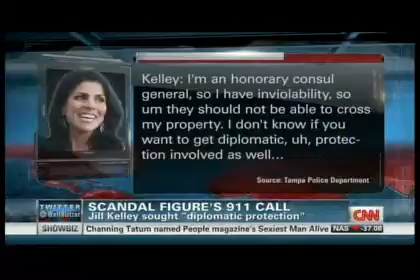 Kelley: I'm an honorary consul
general, so I have inviolability, so
um they should not be able to cross
my property. I don't know if you
want to get diplomatic, uh, protec-
tion involved as well...
Source: Tampa Police Department
TWITTER
@BellBuzzer
SCANDAL FIGURE'S 911 CALL
Jill Kelley sought "diplomatic protection"
CNN
SHOWBIZ
Channing Tatum named People magazine's Sexiest Man Alive
NAS -37.08